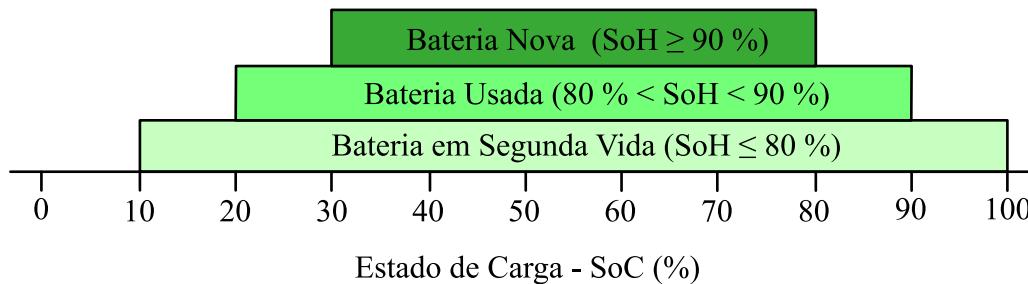 Bateria Nova (SoH ≥ 90 %)
Bateria Usada (80 % < SoH < 90 %)
Bateria em Segunda Vida (SoH ≤ 80 %)
0 10 20 30 40 50 60 70 80 90 100
Estado de Carga - SoC (%)